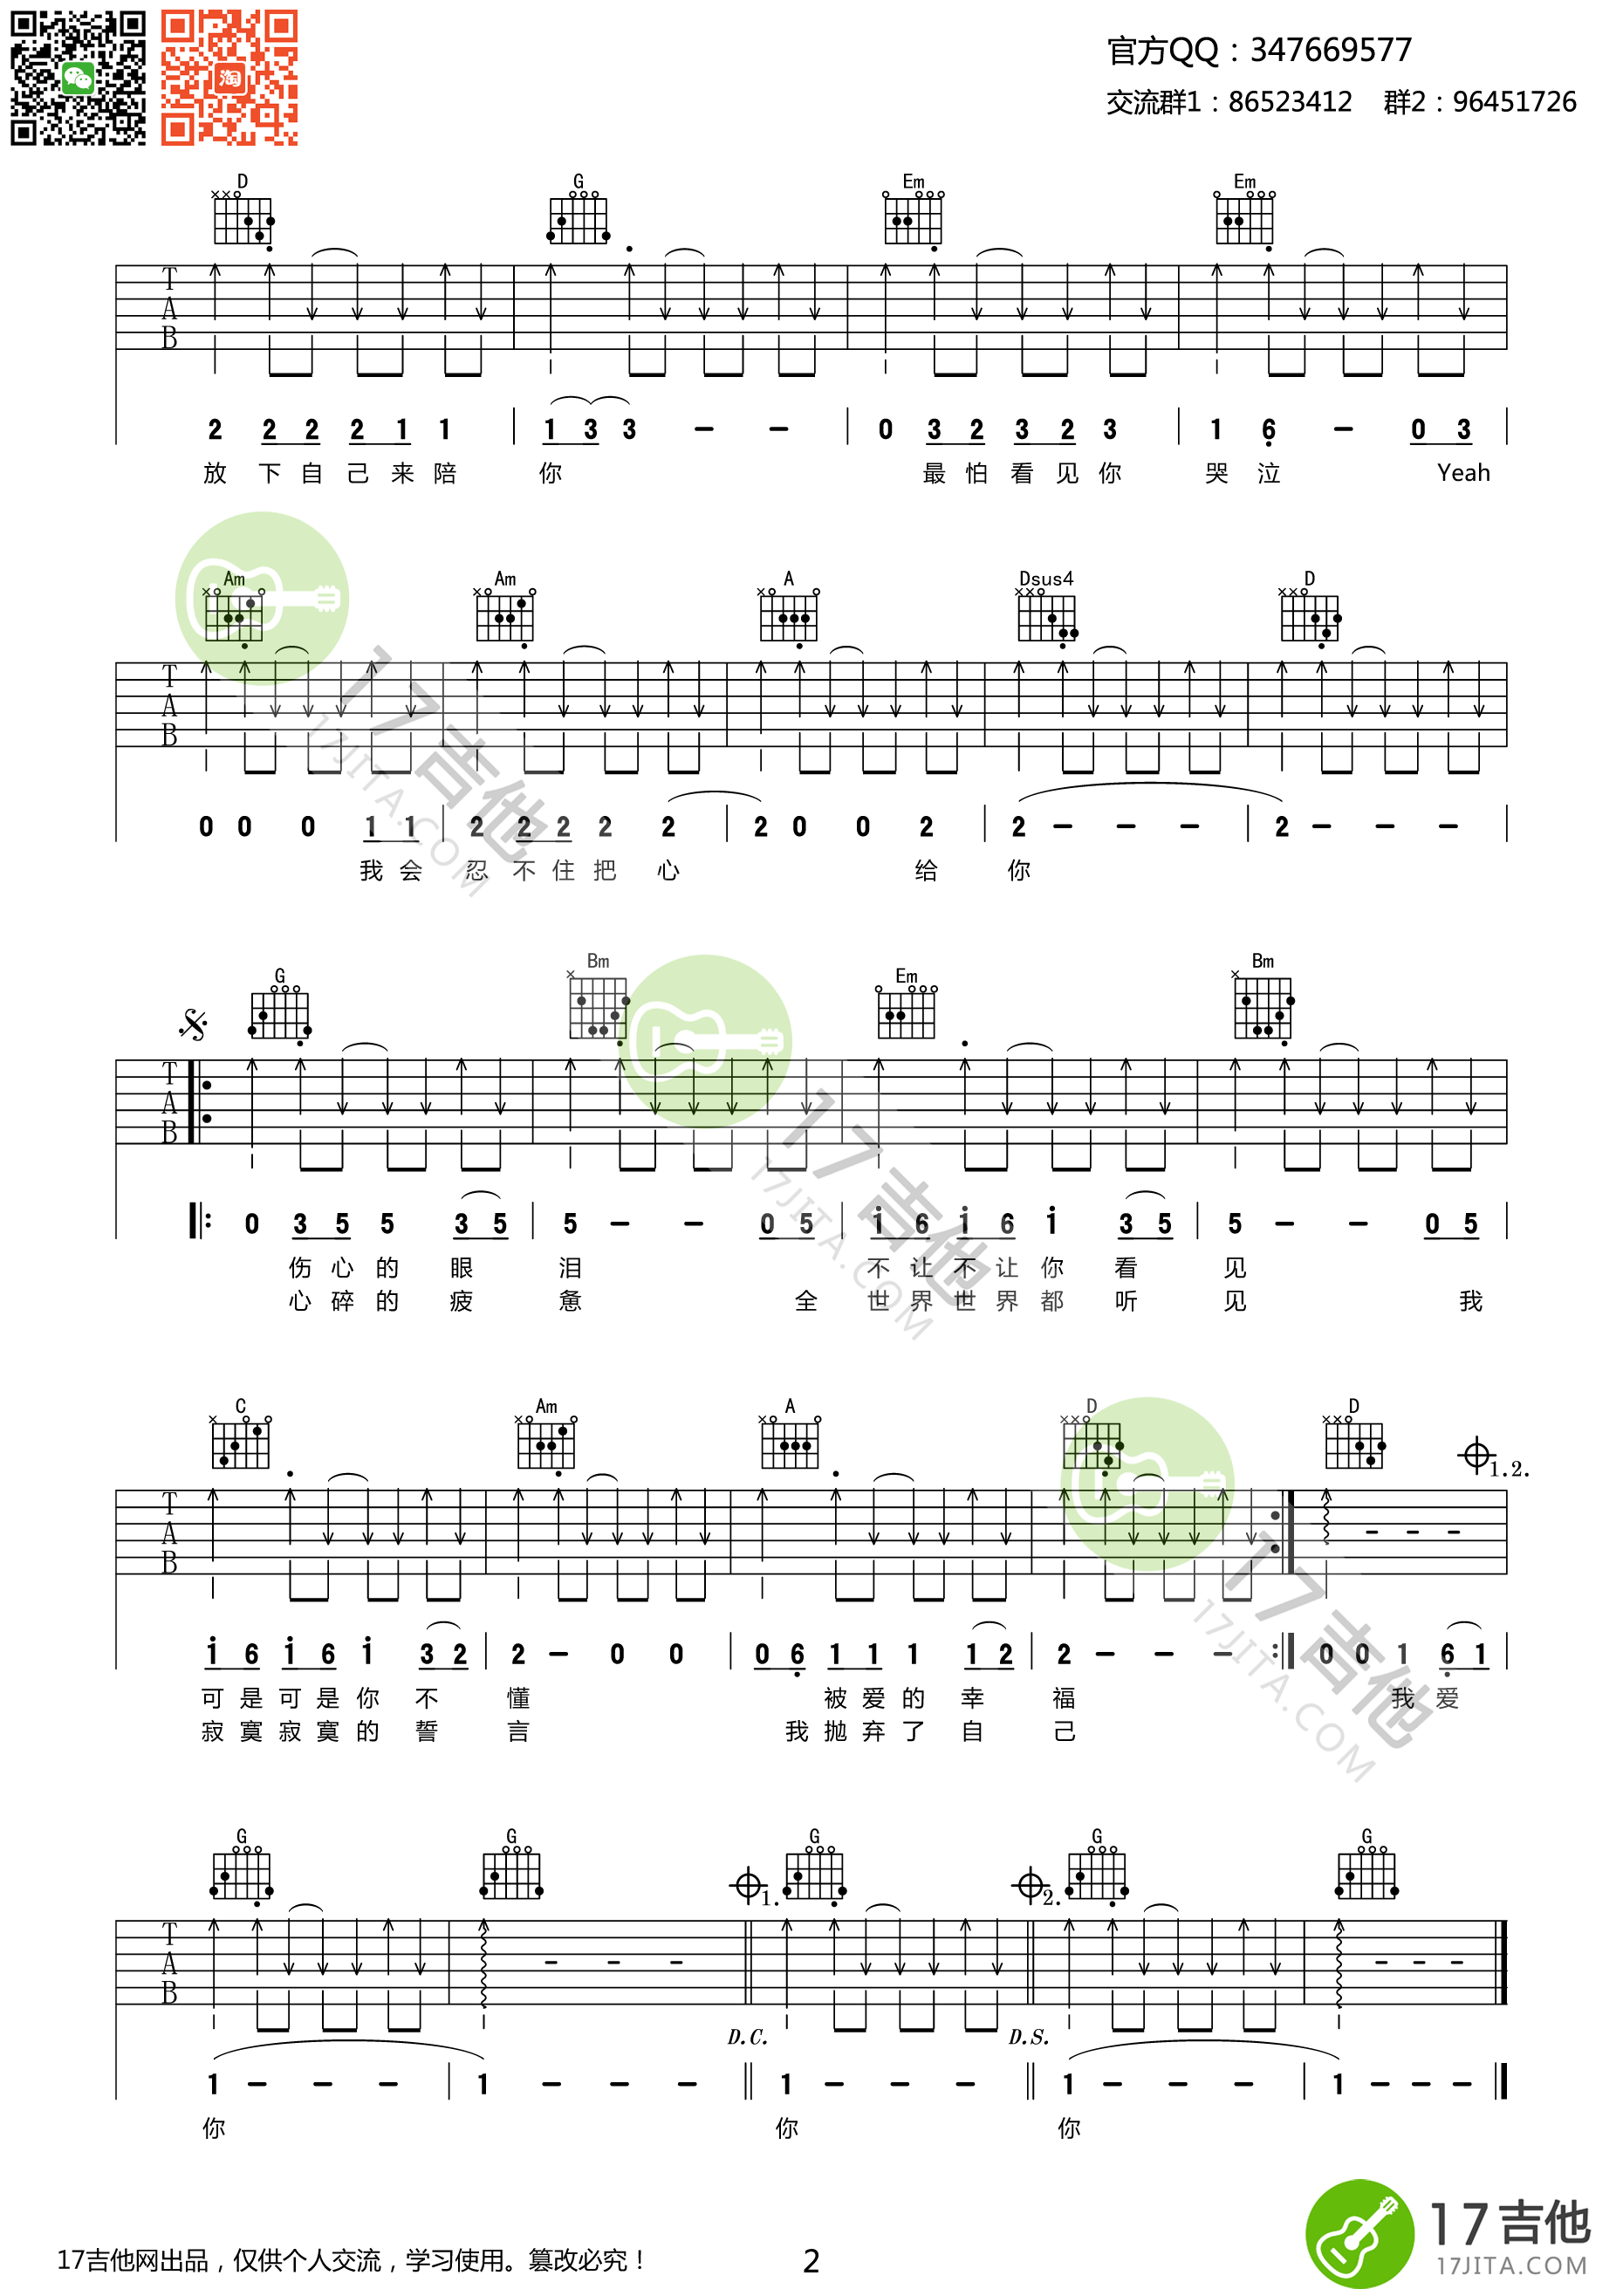 官方QQ：347669577
交流群1：86523412 群2：96451726
D G Em Em
T
A
B
2 2 2 2 1 1 1 3 3 - - 0 3 2 3 2 3 1 6 - 0 3
放下自己来陪 你 最怕看见你 哭泣 Yeah
Am Am A Dsus4 D
T
A
B
0 0 0 1 1 2 2 2 2 2 2 0 0 2 2 - - - 2 - - -
我会 忍不住把 心 给 你
G Bm Em Bm
T
A
B
0 3 5 5 3 5 5 - - 0 5 1 6 1 6 1 3 5 5 - - 0 5
伤心的 眼 泪 不让不让你 看 见
心碎的 疲 惫 全 世界世界都 听 见 我
C Am A D D 1.2.
T
A
B
1 6 1 6 1 3 2 2 - 0 0 0 6 1 1 1 1 2 2 - - - 0 0 1 6 1
可是可是你 不 懂 被爱的 幸 福 我爱
寂寞寂寞的 誓 言 我抛弃了 自 己
G G 1. G 2. G G
T
A
B
D.C. D.S.
1 - - - 1 - - - 1 - - - 1 - - - 1 - - -
你 你 你
17吉他网出品，仅供个人交流，学习使用。篡改必究！
2
17吉他
17JITA.COM